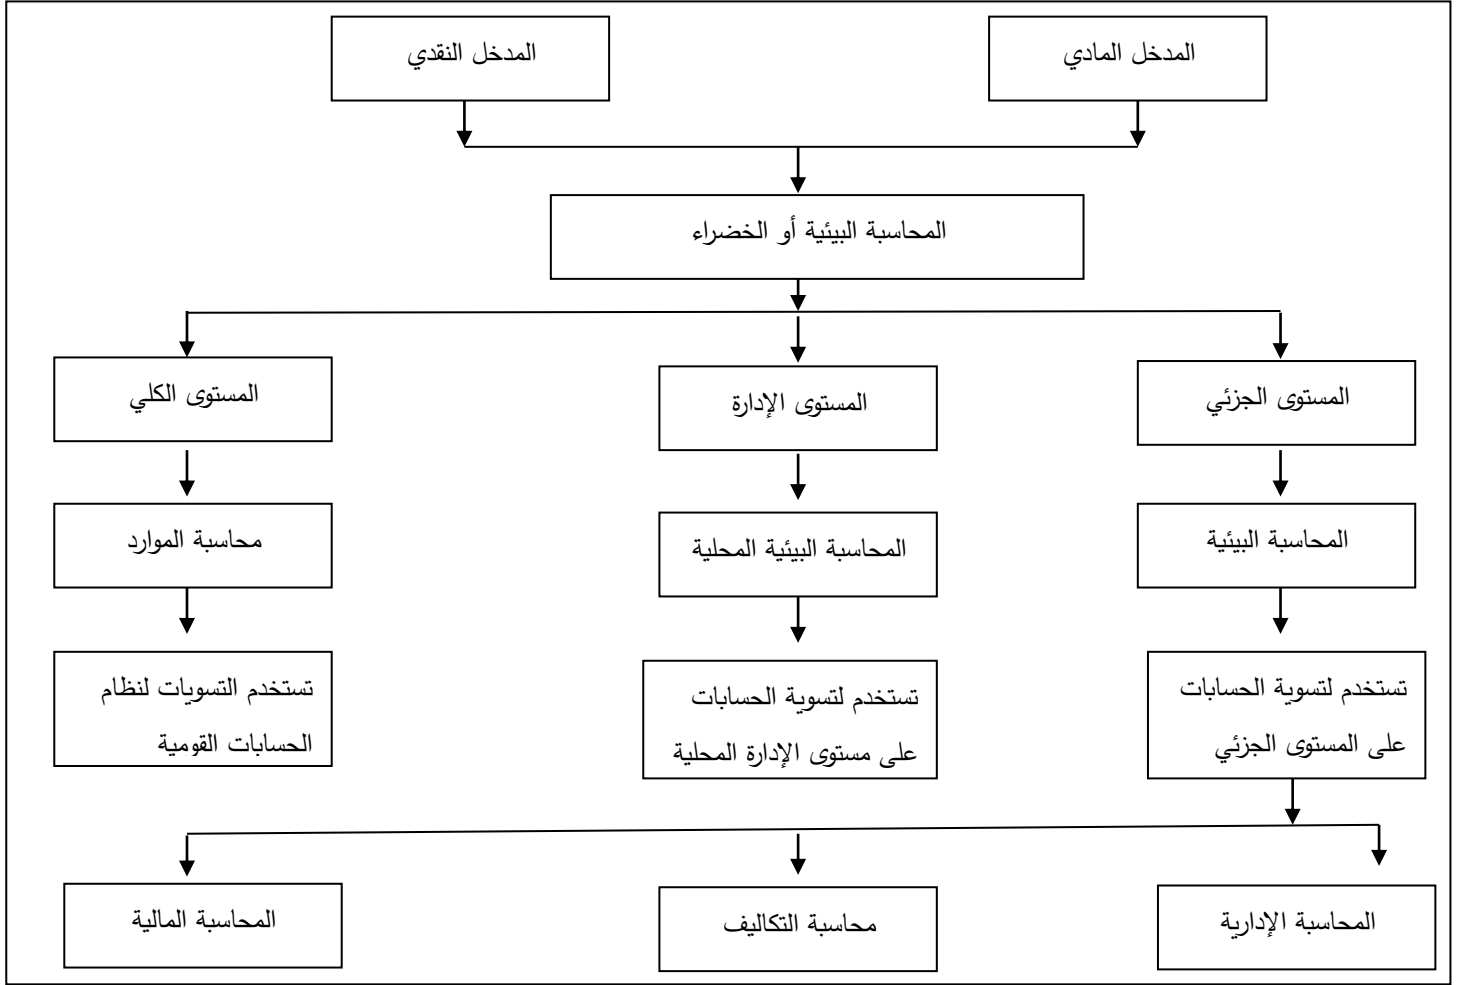 المدخل المادي
المدخل النقدي
المحاسبة البيئية أو الخضراء
المستوى الجزئي
المستوى الإدارة
المستوى الكلي
المحاسبة البيئية
المحاسبة البيئية المحلية
محاسبة الموارد
تستخدم لتسوية الحسابات
على المستوى الجزئي
تستخدم لتسوية الحسابات
على مستوى الإدارة المحلية
تستخدم التسويات لنظام
الحسابات القومية
المحاسبة الإدارية
محاسبة التكاليف
المحاسبة المالية